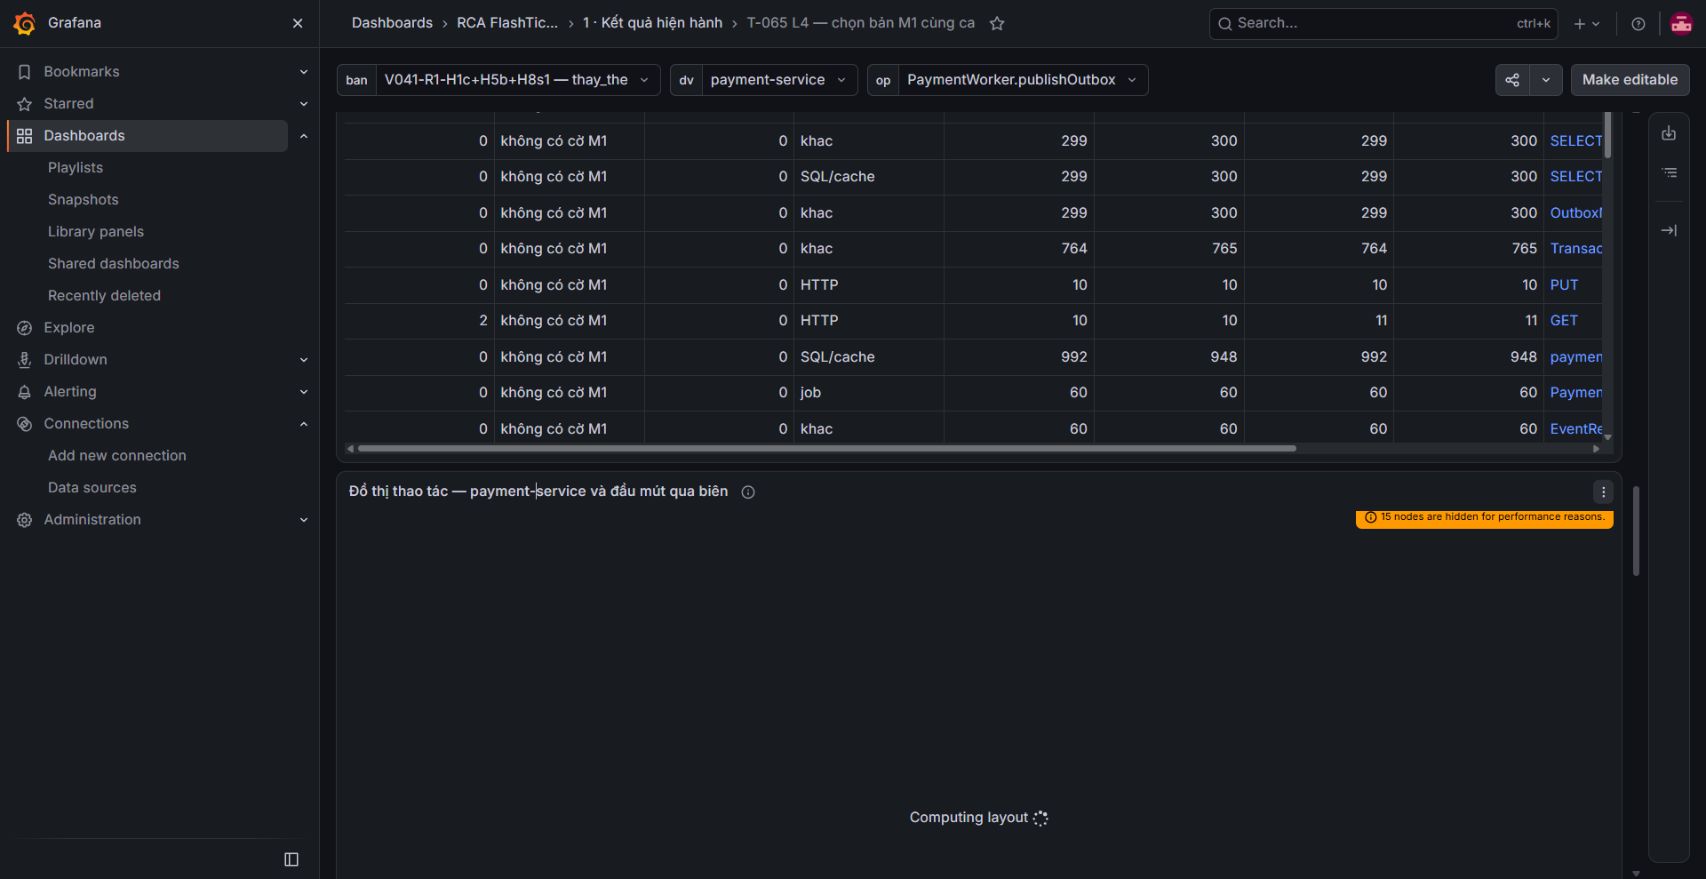 Grafana
Dashboards › RCA FlashTic... › 1 · Kết quả hiện hành › T-065 L4 — chọn bản M1 cùng ca
Search...
ctrl+k
Bookmarks
Starred
Dashboards
Playlists
Snapshots
Library panels
Shared dashboards
Recently deleted
Explore
Drilldown
Alerting
Connections
Add new connection
Data sources
Administration
ban V041-R1-H1c+H5b+H8s1 — thay_the
dv payment-service
op PaymentWorker.publishOutbox
Make editable
0 không có cờ M1 0 khac 299 300 299 300 SELECT
0 không có cờ M1 0 SQL/cache 299 300 299 300 SELECT
0 không có cờ M1 0 khac 299 300 299 300 Outbox
0 không có cờ M1 0 khac 764 765 764 765 Transac
0 không có cờ M1 0 HTTP 10 10 10 10 PUT
2 không có cờ M1 0 HTTP 10 10 11 11 GET
0 không có cờ M1 0 SQL/cache 992 948 992 948 paymen
0 không có cờ M1 0 job 60 60 60 60 Paymen
0 không có cờ M1 0 khac 60 60 60 60 EventRe
Đồ thị thao tác — payment-service và đầu mút qua biên
15 nodes are hidden for performance reasons.
Computing layout